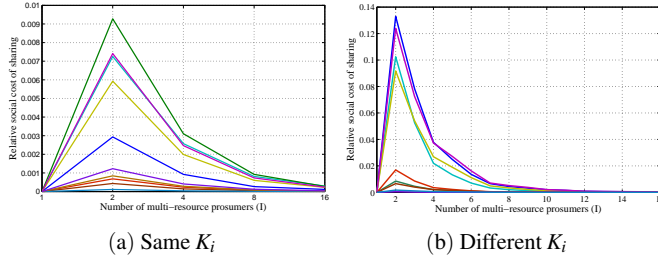 0.01
0.009
0.008
0.007
0.006
0.005
0.004
0.003
0.002
0.001
0
Relative social cost of sharing
1 2 4 8 16
Number of multi−resource prosumers (I)
(a) Same K_i
0.14
0.12
0.1
0.08
0.06
0.04
0.02
0
Relative social cost of sharing
2 4 6 8 10 12 14
Number of multi−resource prosumers (I)
(b) Different K_i